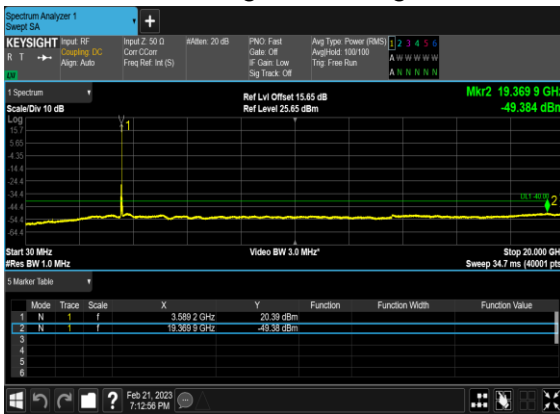 Spectrum Analyzer 1
Swept SA
KEYSIGHT
R T
LV
Input: RF
Coupling: DC
Align: Auto
Input Z: 50 Ω
Corr CCorr
Freq Ref: Int (S)
#Atten: 20 dB
PNO: Fast
Gate: Off
IF Gain: Low
Sig Track: Off
Avg Type: Power (RMS)
Avg|Hold: 100/100
Trig: Free Run
1 2 3 4 5 6
A W W W W W
A N N N N N
1 Spectrum
Scale/Div 10 dB
Ref Lvl Offset 15.65 dB
Ref Level 25.65 dBm
Mkr2 19.369 9 GHz
-49.384 dBm
Log
15.7
5.65
-4.35
-14.4
-24.4
-34.4
-44.4
-54.4
-64.4
1
2
Start 30 MHz
#Res BW 1.0 MHz
Video BW 3.0 MHz*
Stop 20.000 GH
Sweep 34.7 ms (40001 pts
5 Marker Table
Mode Trace Scale X Y Function Function Width Function Value
1 N 1 f 3.589 2 GHz 20.39 dBm
2 N 1 f 19.369 9 GHz -49.38 dBm
3
4
5
6
? Feb 21, 2023
7:12:56 PM